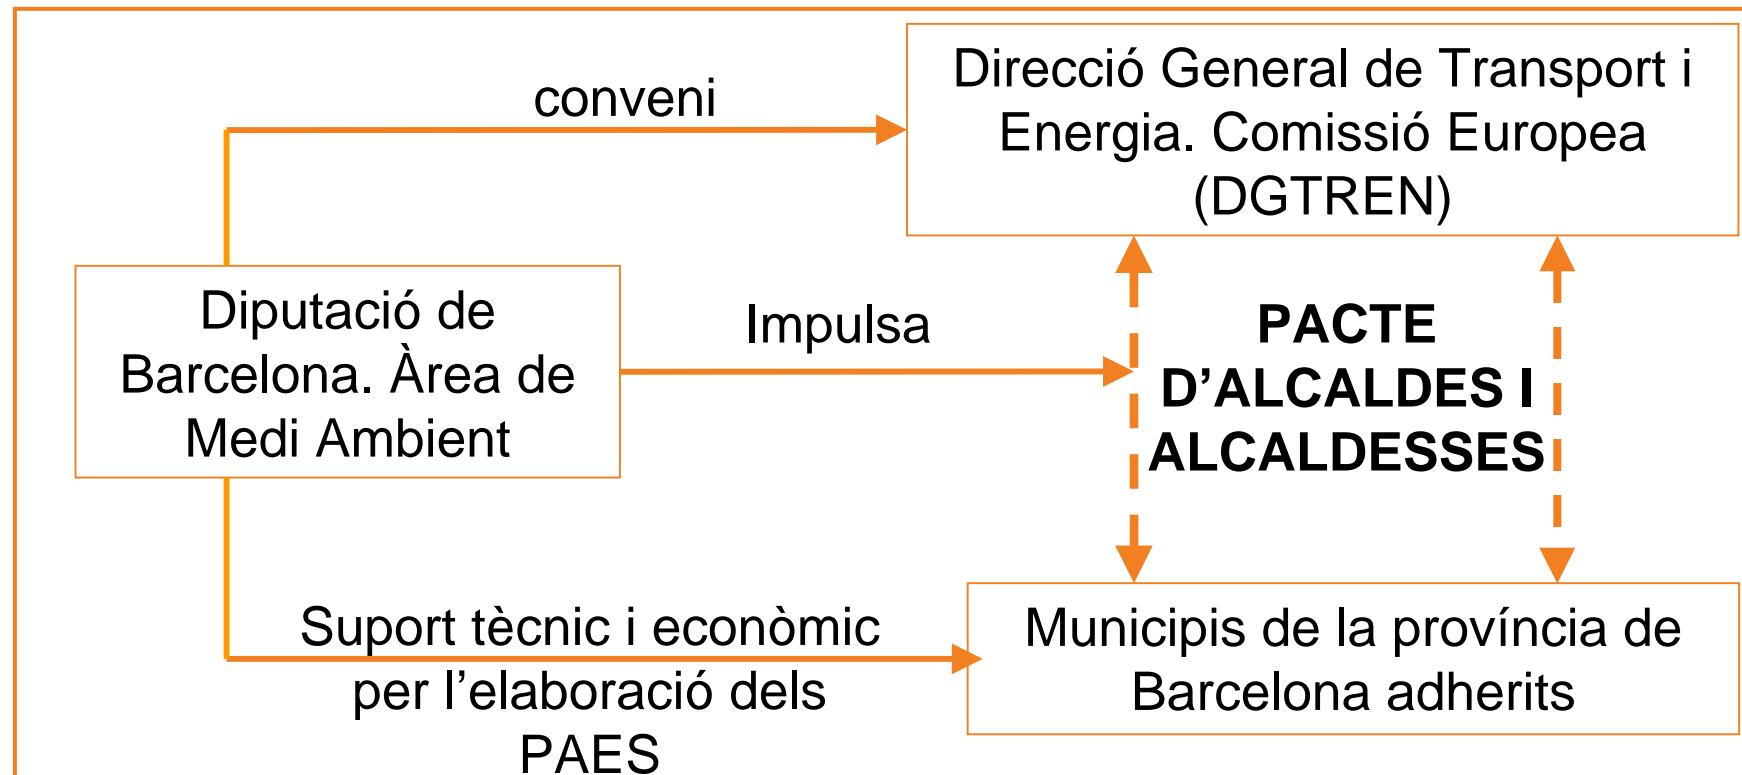 conveni
Direcció General de Transport i
Energia. Comissió Europea
(DGTREN)
Diputació de
Barcelona. Àrea de
Medi Ambient
Impulsa
PACTE
D’ALCALDES I
ALCALDESSES
Suport tècnic i econòmic
per l’elaboració dels
PAES
Municipis de la província de
Barcelona adherits